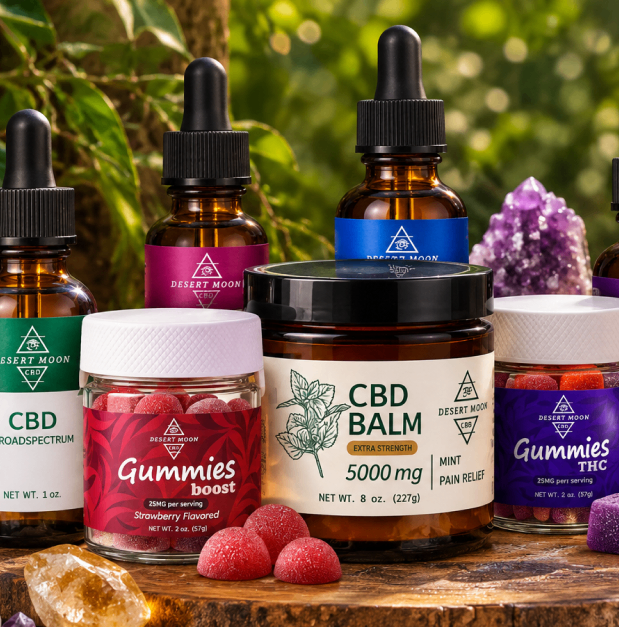 DESERT MOON
CBD
DESERT MOON
DESERT MOON
CBD
CBD
ROADSPECTRUM
NET WT. 1 oz.
DESERT MOON
CBD
Gummies
boost
25MG per serving
Strawberry Flavored
NET WT. 2 oz. (57g)
CBD
BALM
EXTRA STRENGTH
5000 mg
NET WT. 8 oz. (227g)
DESERT MOON
CBD
MINT
PAIN RELIEF
DESERT MOON
CBD
Gummies
THC
25MG per serving
NET WT. 2 oz. (57g)